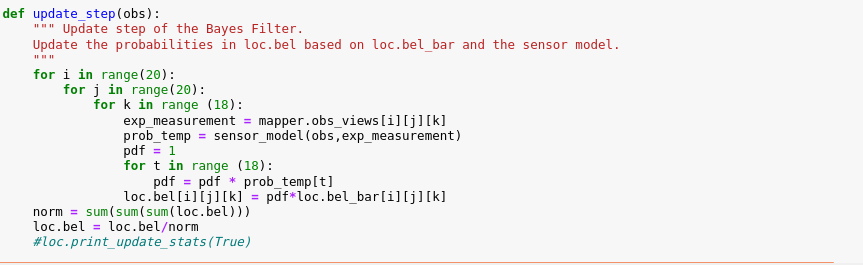 def update_step(obs):
    """ Update step of the Bayes Filter.
    Update the probabilities in loc.bel based on loc.bel_bar and the sensor model.
    """
    for i in range(20):
        for j in range(20):
            for k in range (18):
                exp_measurement = mapper.obs_views[i][j][k]
                prob_temp = sensor_model(obs,exp_measurement)
                pdf = 1
                for t in range (18):
                    pdf = pdf * prob_temp[t]
                loc.bel[i][j][k] = pdf*loc.bel_bar[i][j][k]
    norm = sum(sum(sum(loc.bel)))
    loc.bel = loc.bel/norm
    #loc.print_update_stats(True)